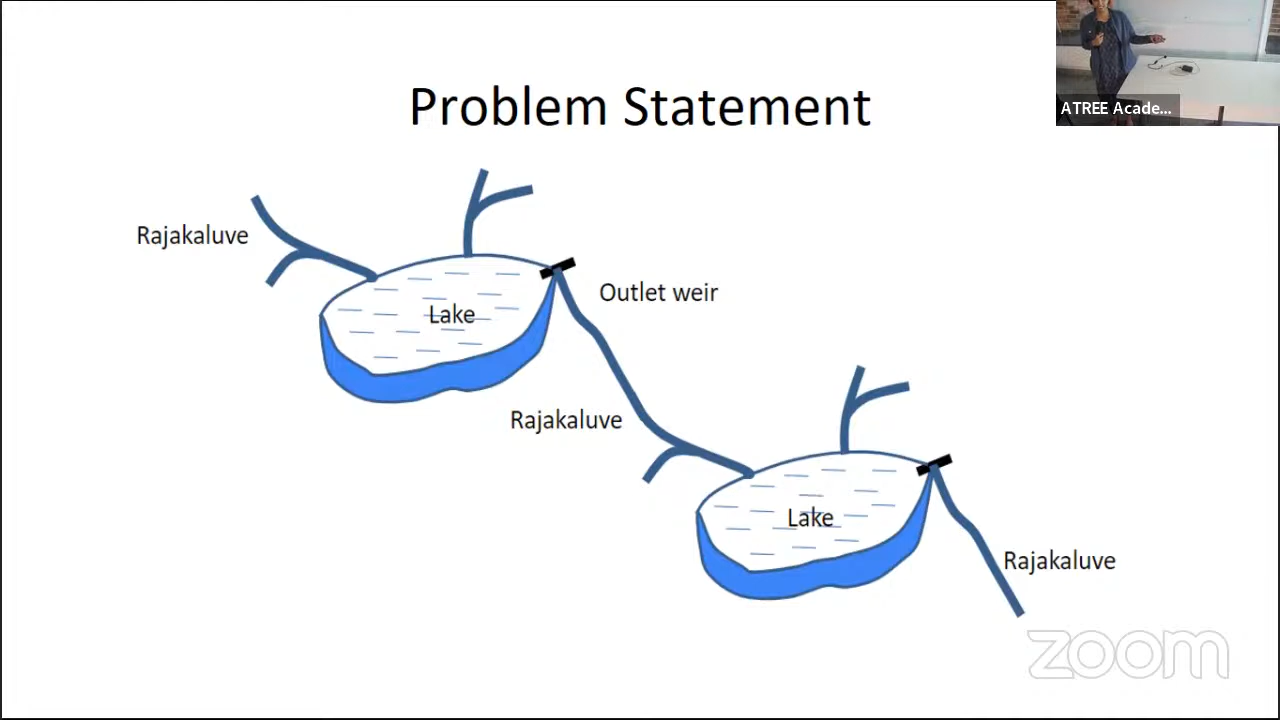 ATREE Acade...
Problem Statement
Rajakaluve
Outlet weir
Lake
Rajakaluve
Lake
Rajakaluve
zoom